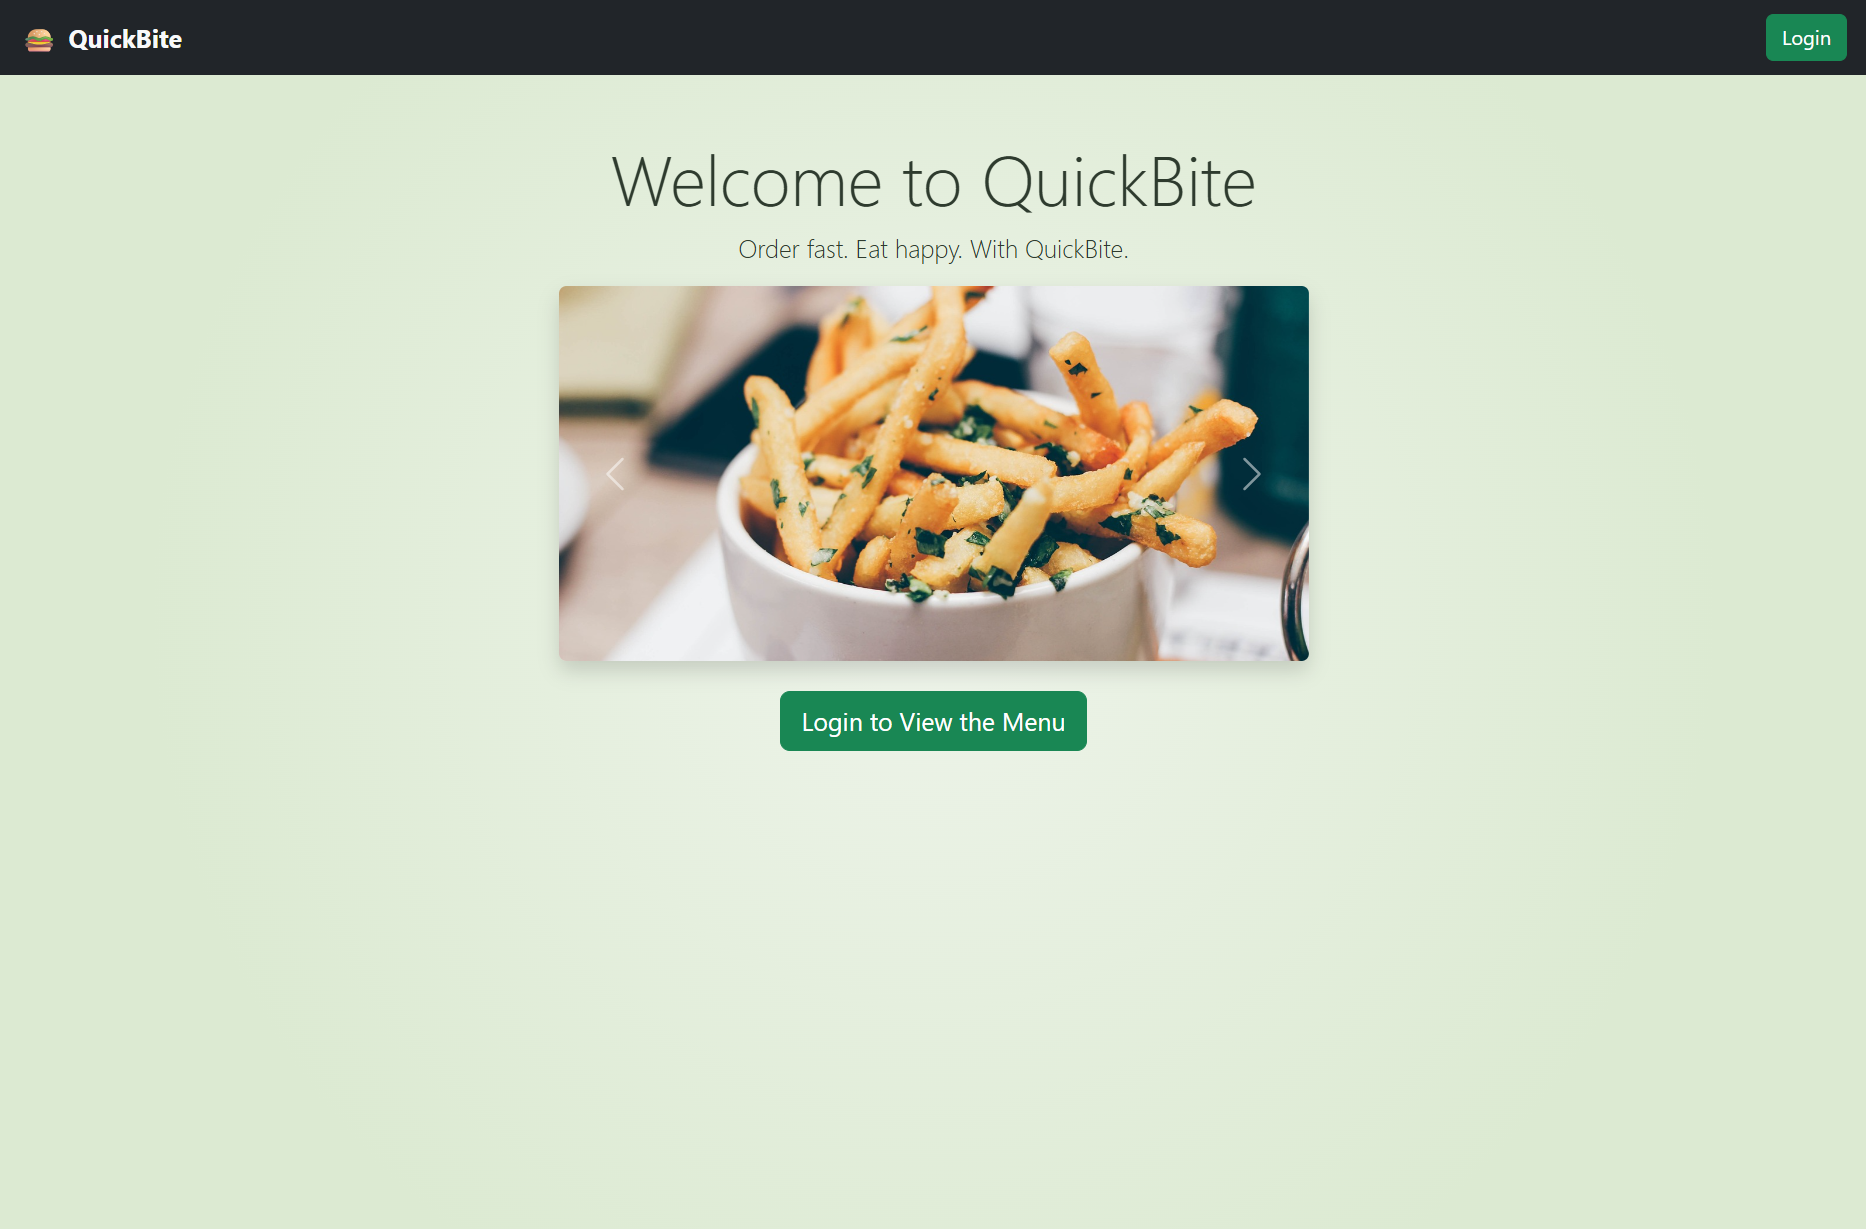 QuickBite
Login
Welcome to QuickBite
Order fast. Eat happy. With QuickBite.
Login to View the Menu